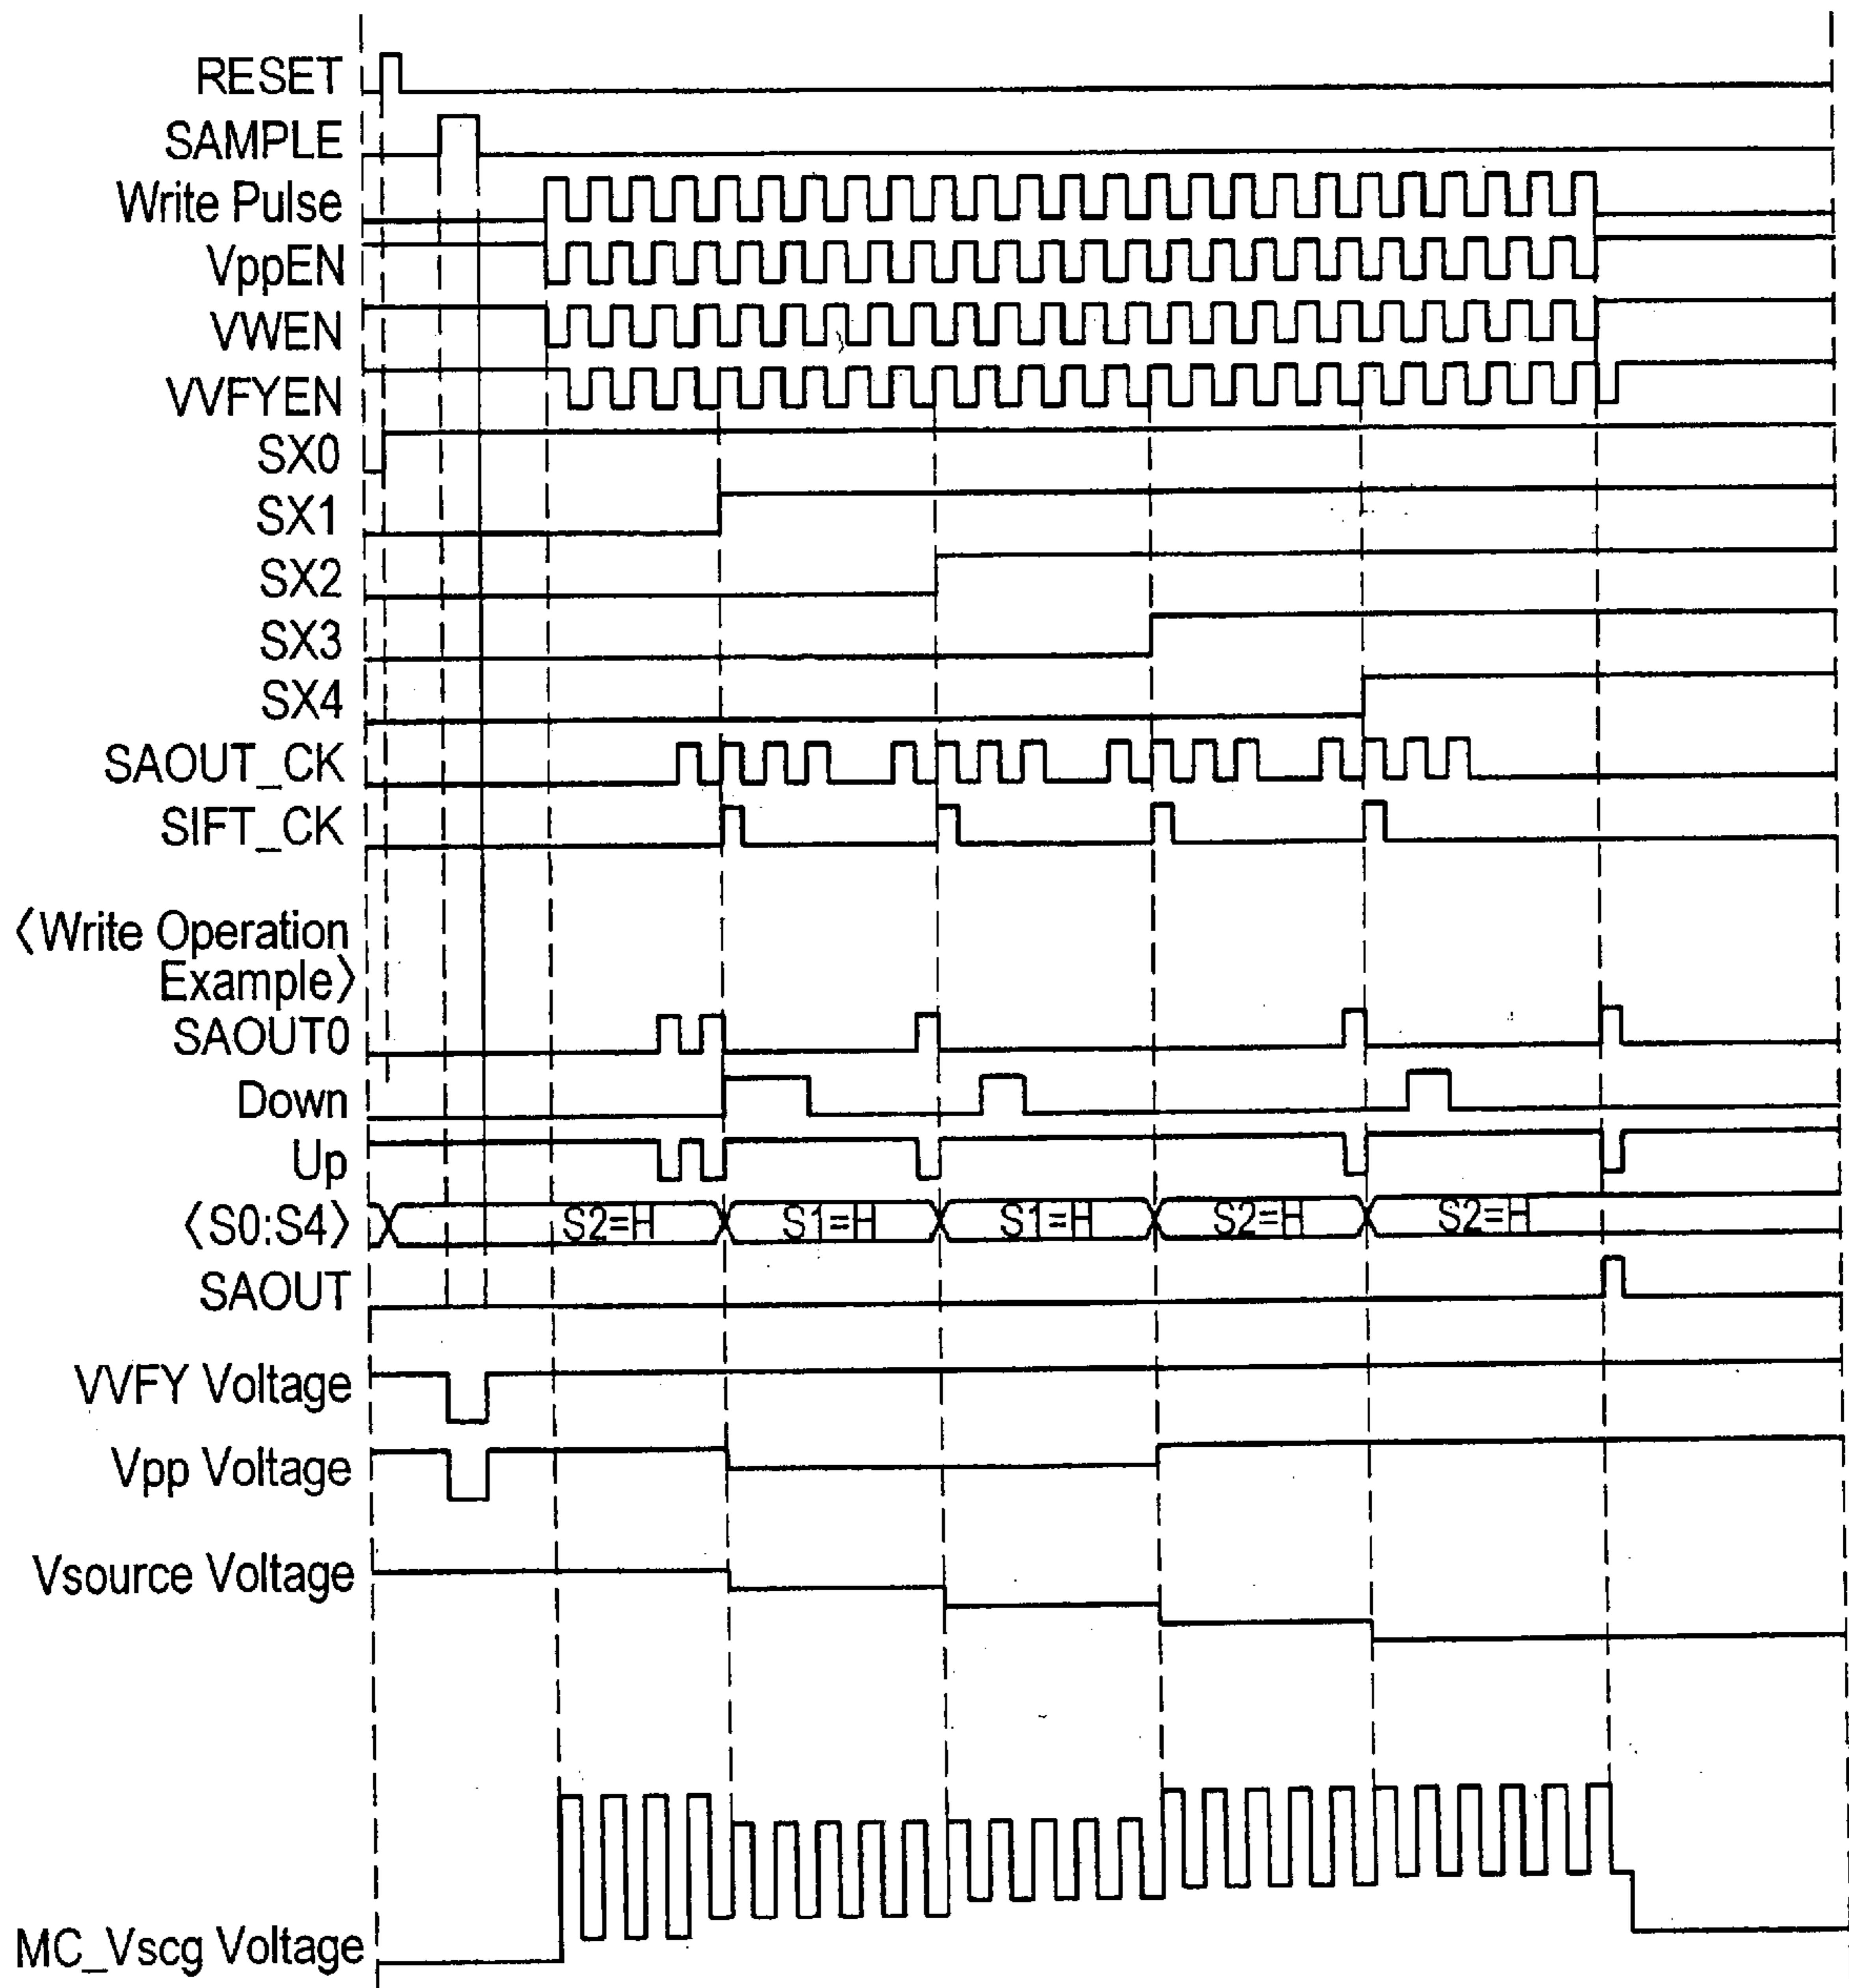 RESET
SAMPLE
Write Pulse
VppEN
VWEN
VVFYEN
SX0
SX1
SX2
SX3
SX4
SAOUT_CK
SIFT_CK
〈Write Operation
Example〉
SAOUT0
Down
Up
〈S0:S4〉 S2=H S1=H S1=H S2=H S2=H
SAOUT
VVFY Voltage
Vpp Voltage
Vsource Voltage
MC_Vscg Voltage